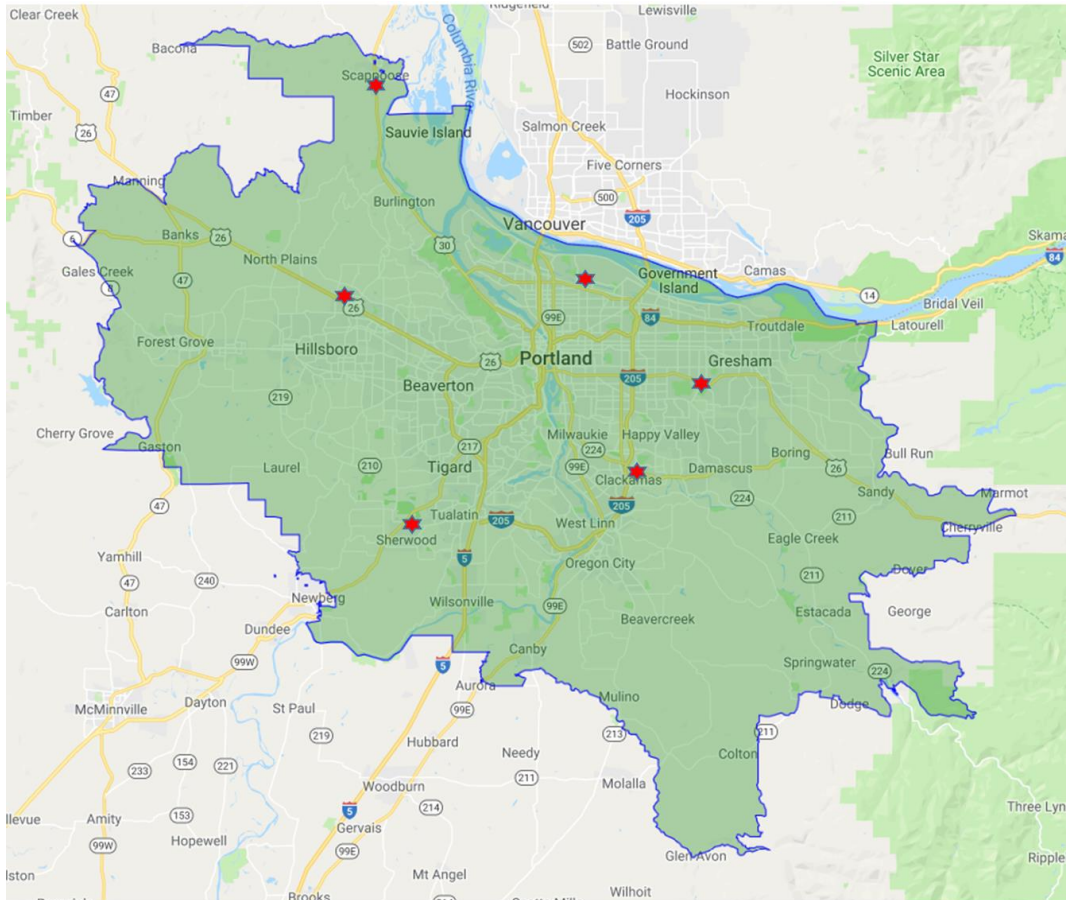 Clear Creek
Ridgefield
Lewisville
502
Battle Ground
Bacona
Columbia River
Silver Star
Scenic Area
Scappoose
47
Hockinson
Timber
26
Sauvie Island
Salmon Creek
Five Corners
Manning
500
205
Burlington
Vancouver
6
Banks
26
30
Skama
84
North Plains
Gales Creek
8
47
Government
Island
Camas
14
26
99E
84
Bridal Veil
Troutdale
Latourell
Forest Grove
Hillsboro
26
Portland
Gresham
205
Beaverton
219
Cherry Grove
Gaston
217
Milwaukie
Happy Valley
224
Laurel
210
Tigard
99E
Clackamas
Damascus
Boring
26
Bull Run
Sandy
Marmot
47
Tualatin
205
West Linn
205
224
211
Cherryville
Sherwood
Eagle Creek
Yamhill
5
Oregon City
Dover
47
240
211
Carlton
Newberg
Wilsonville
99E
Beavercreek
Estacada
George
Dundee
Canby
99W
5
Springwater
224
Aurora
McMinnville
Dayton
St Paul
99E
Mulino
Dodge
219
Hubbard
213
211
154
Needy
Colton
233
221
211
Molalla
Woodburn
214
Three Lyn
5
llevue
Amity
153
Gervais
99W
Hopewell
99E
Glen Avon
Ripple
lston
Mt Angel
Wilhoit
Brooks